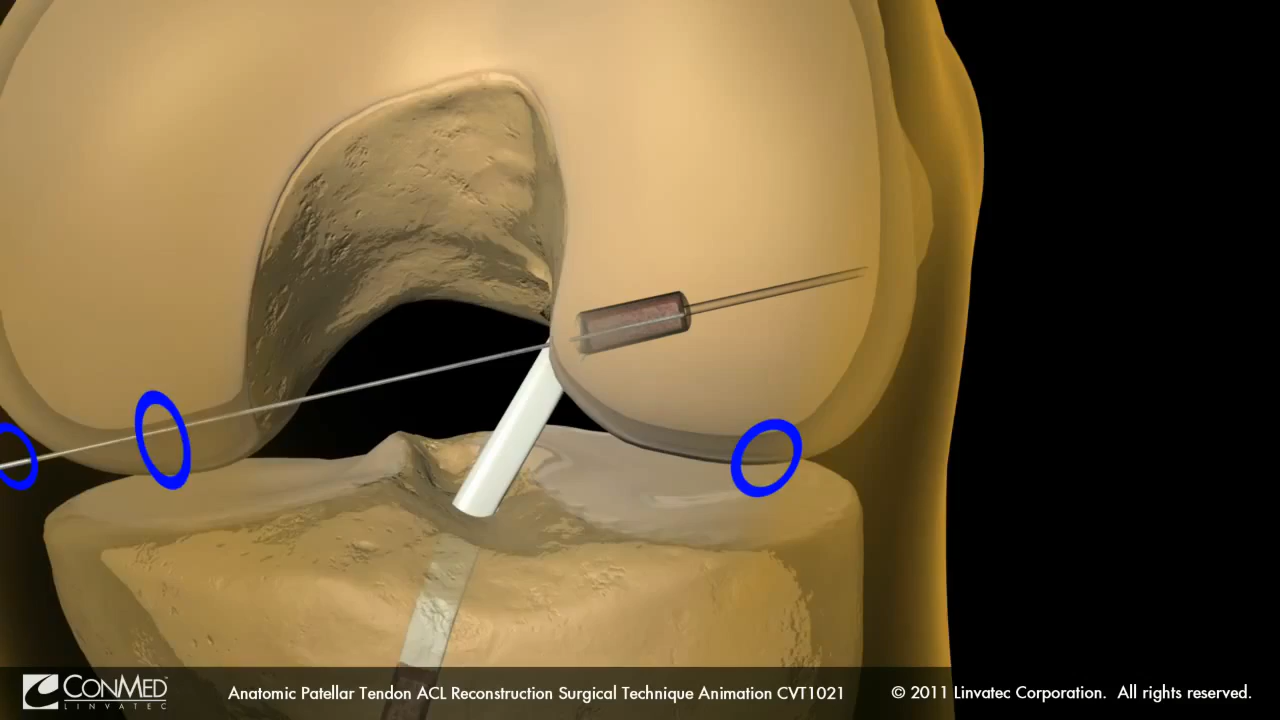 CONMED
LINVATEC
Anatomic Patellar Tendon ACL Reconstruction Surgical Technique Animation CVT1021
© 2011 Linvatec Corporation. All rights reserved.